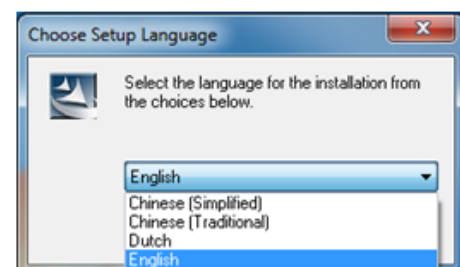 Choose Setup Language
Select the language for the installation from
the choices below.
English
Chinese (Simplified)
Chinese (Traditional)
Dutch
English